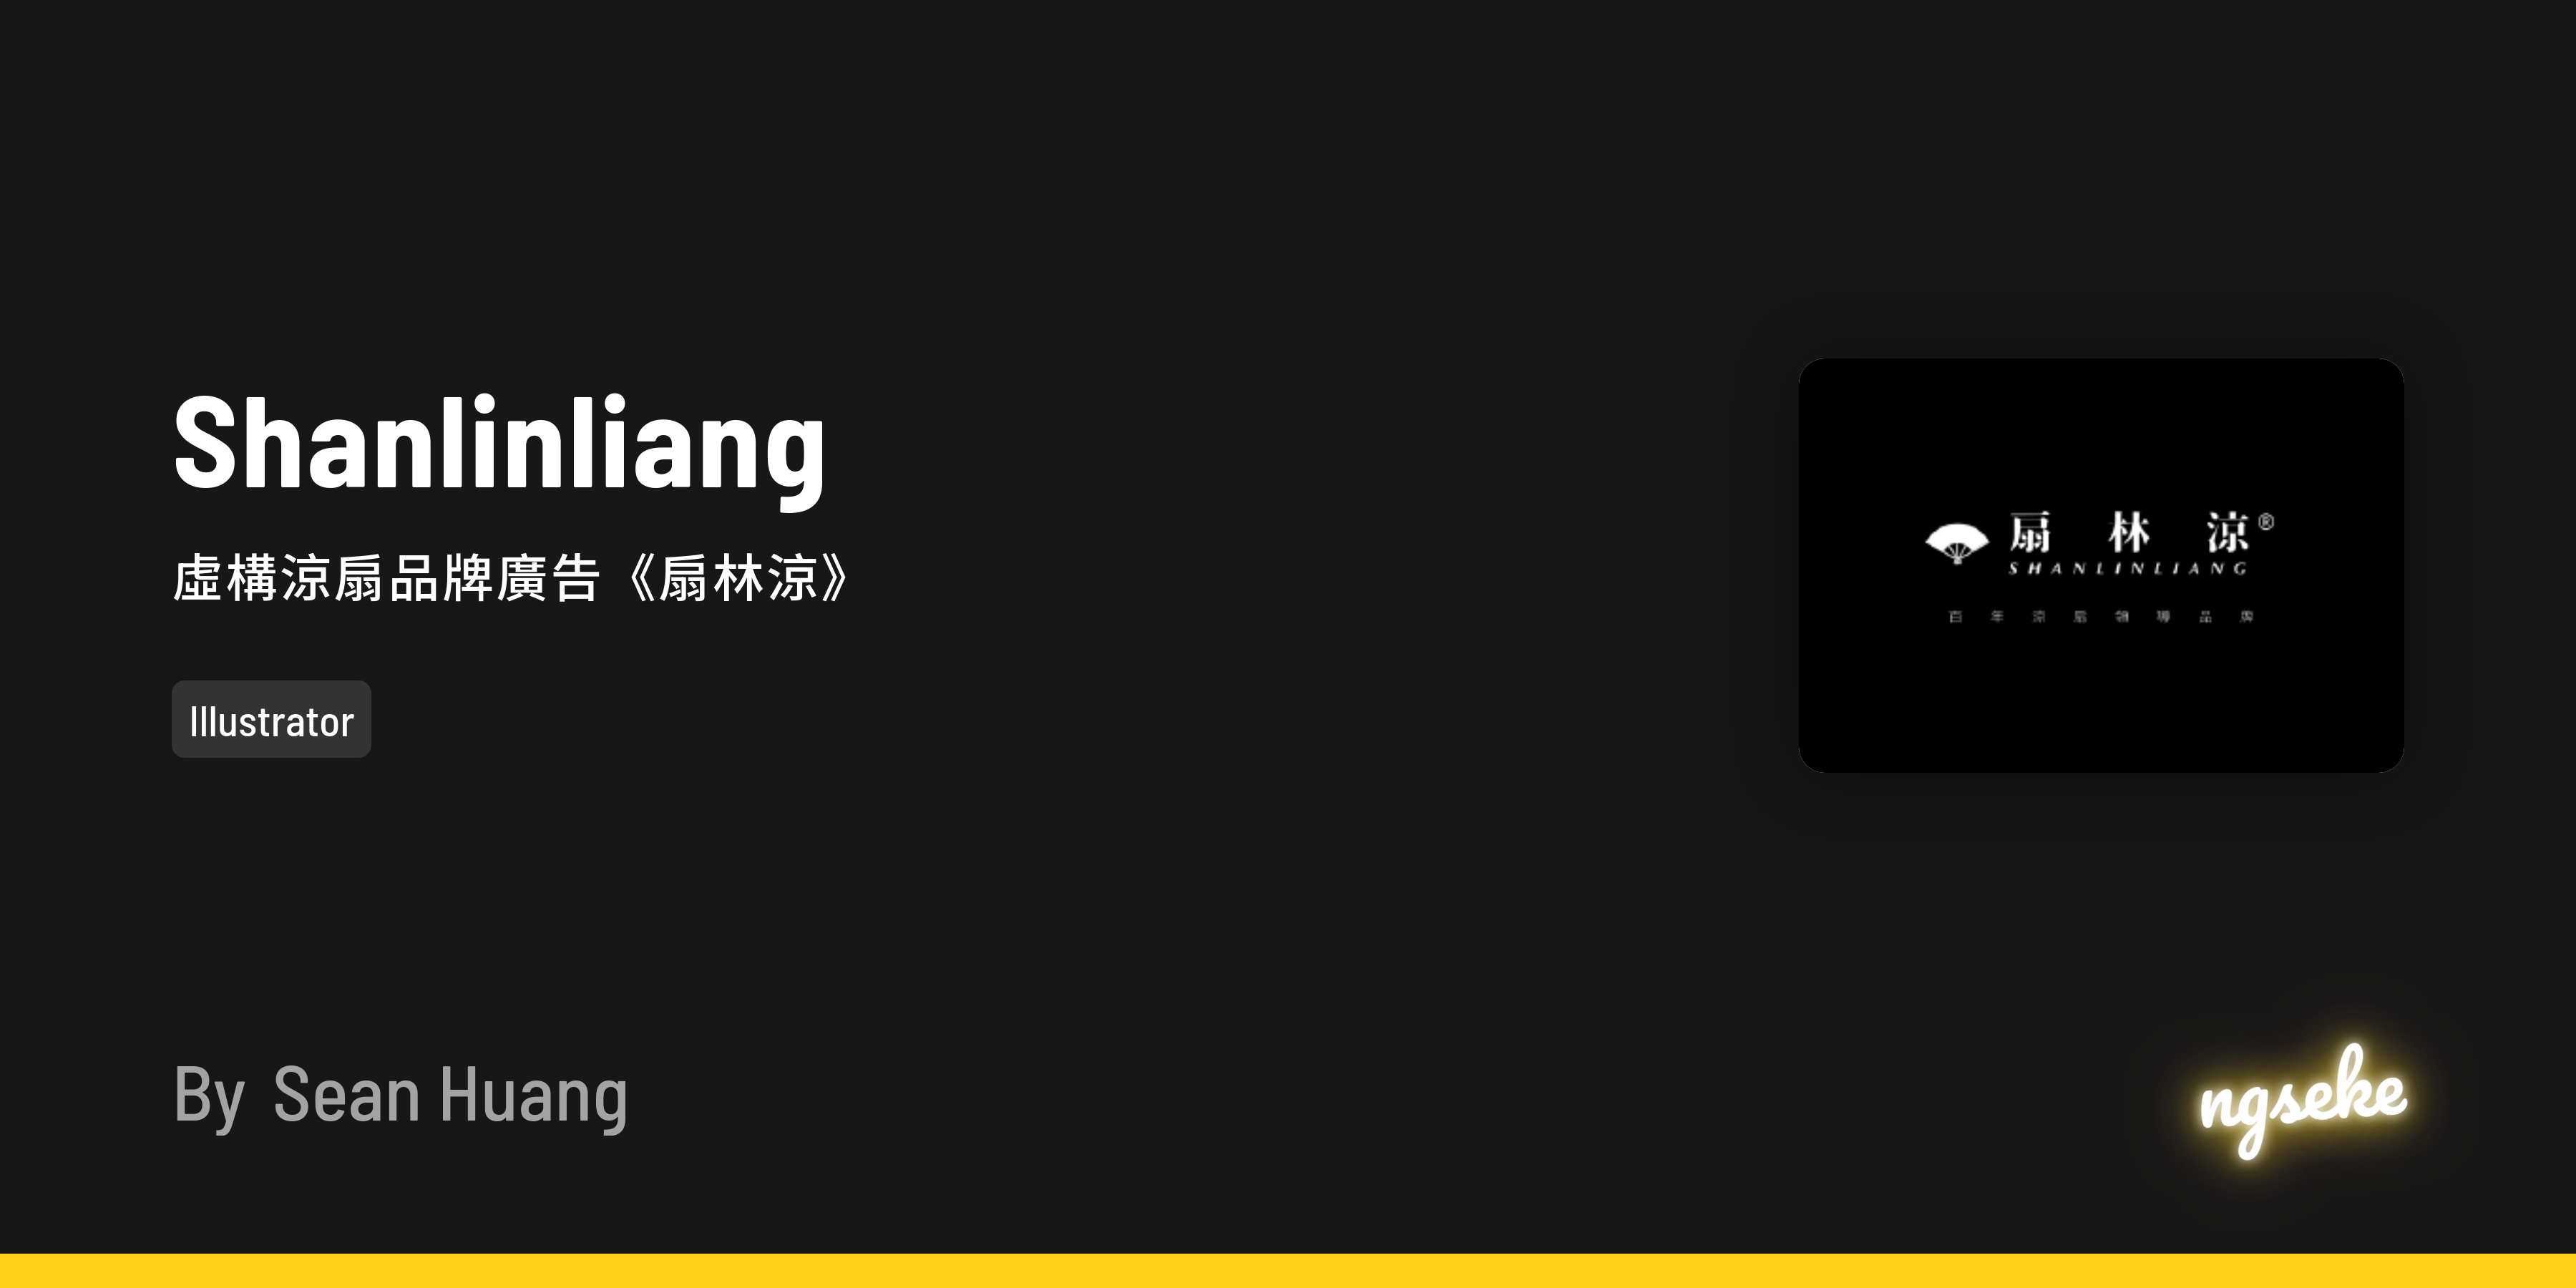 Shanlinliang
虛構涼扇品牌廣告《扇林涼》
Illustrator
扇林涼®
SHANLINLIANG
百年涼扇領導品牌
By Sean Huang
ngseke